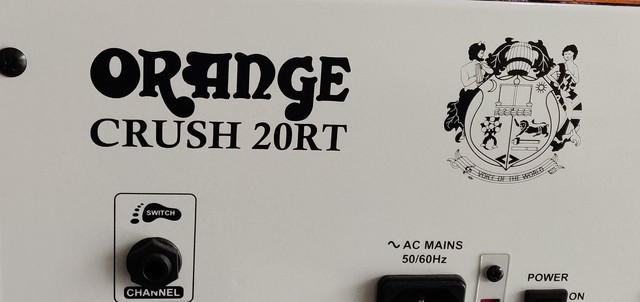 ORANGE
CRUSH 20RT
VOICE OF THE WORLD
SWITCH
CHANNEL
AC MAINS
50/60Hz
POWER
ON